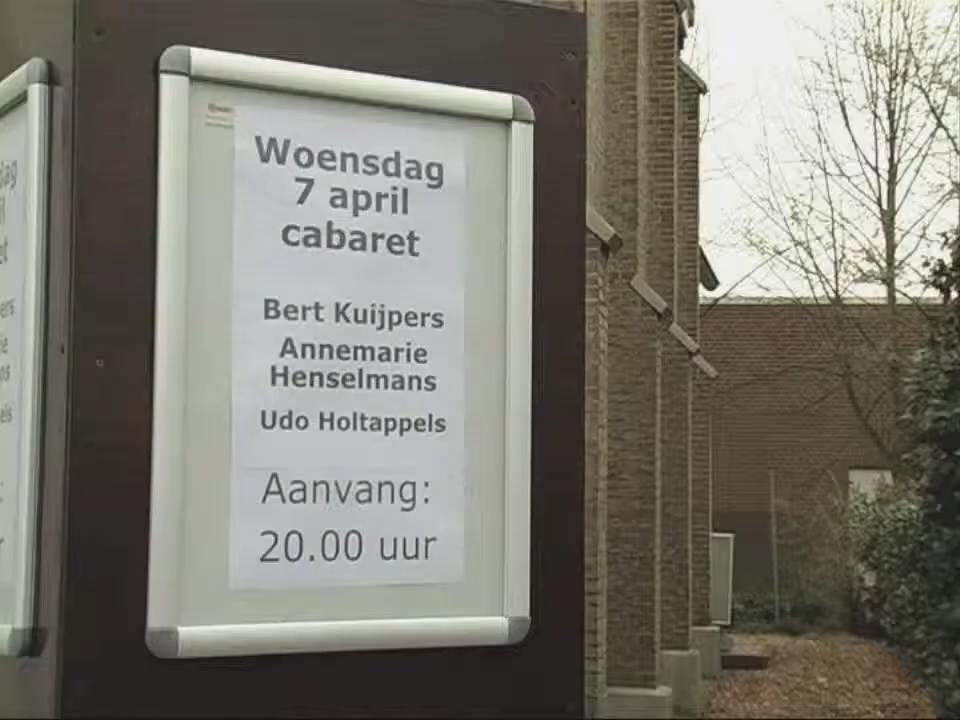 Woensdag
7 april
cabaret
Bert Kuijpers
Annemarie
Henselmans
Udo Holtappels
Aanvang:
20.00 uur